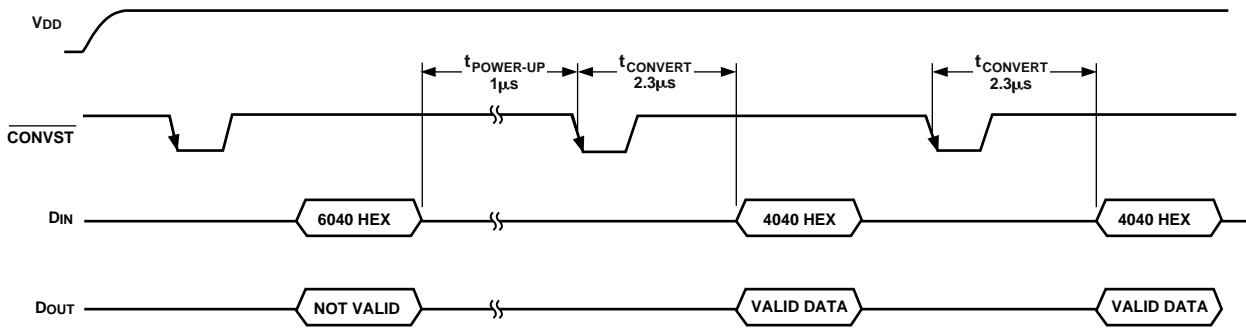 VDD
tPOWER-UP
1μs
tCONVERT
2.3μs
tCONVERT
2.3μs
CONVST
DIN
6040 HEX
4040 HEX
4040 HEX
DOUT
NOT VALID
VALID DATA
VALID DATA